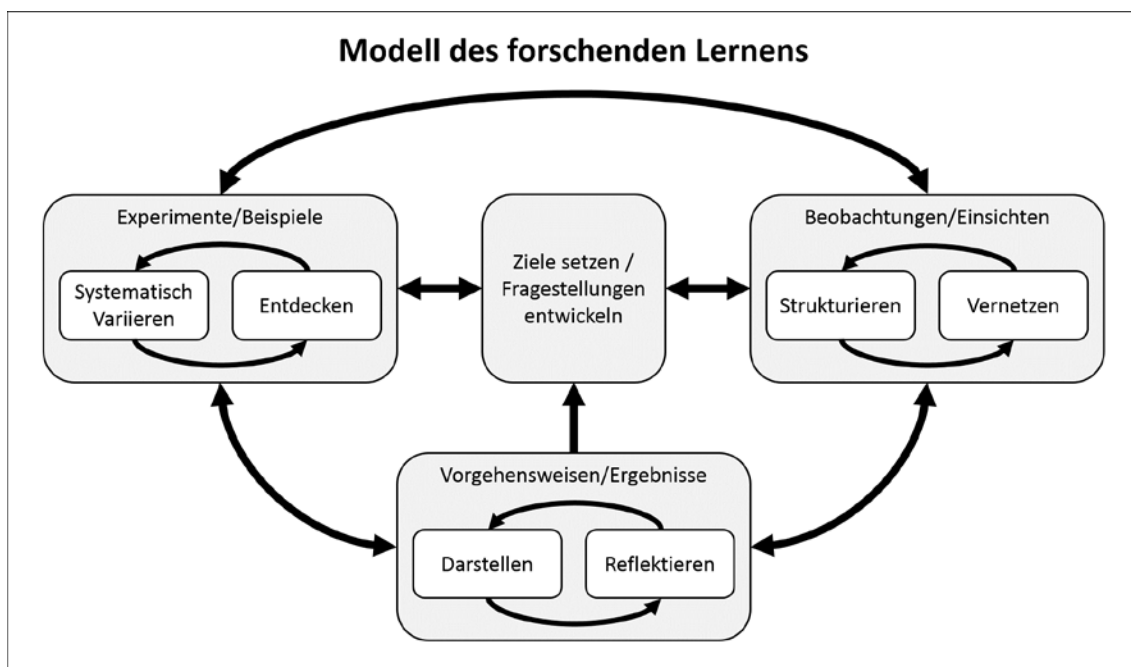 Modell des forschenden Lernens
Experimente/Beispiele
Systematisch
Variieren
Entdecken
Ziele setzen /
Fragestellungen
entwickeln
Beobachtungen/Einsichten
Strukturieren
Vernetzen
Vorgehensweisen/Ergebnisse
Darstellen
Reflektieren